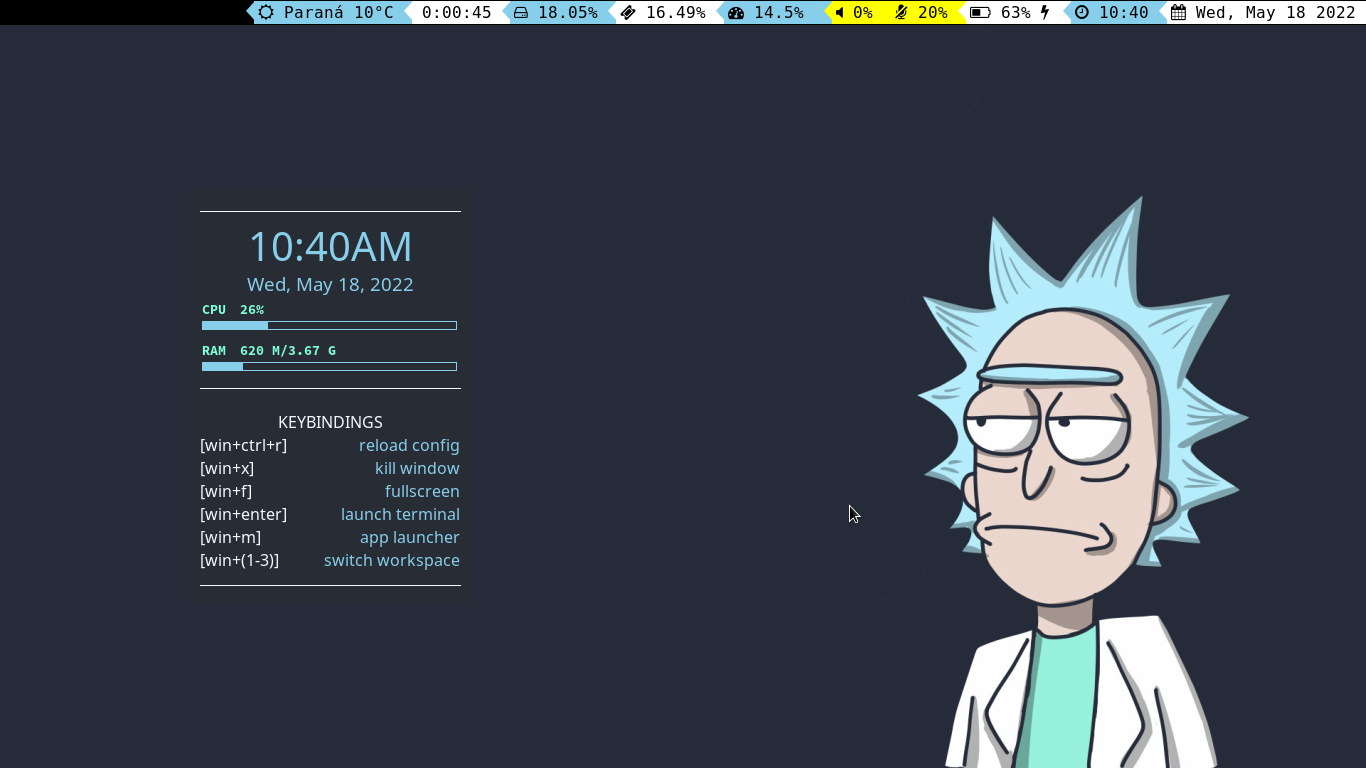 Paraná 10°C 0:00:45 18.05% 16.49% 14.5% 0% 20% 63% 10:40 Wed, May 18 2022
10:40AM
Wed, May 18, 2022
CPU 26%
RAM 620 M/3.67 G
KEYBINDINGS
[win+ctrl+r] reload config
[win+x] kill window
[win+f] fullscreen
[win+enter] launch terminal
[win+m] app launcher
[win+(1-3)] switch workspace